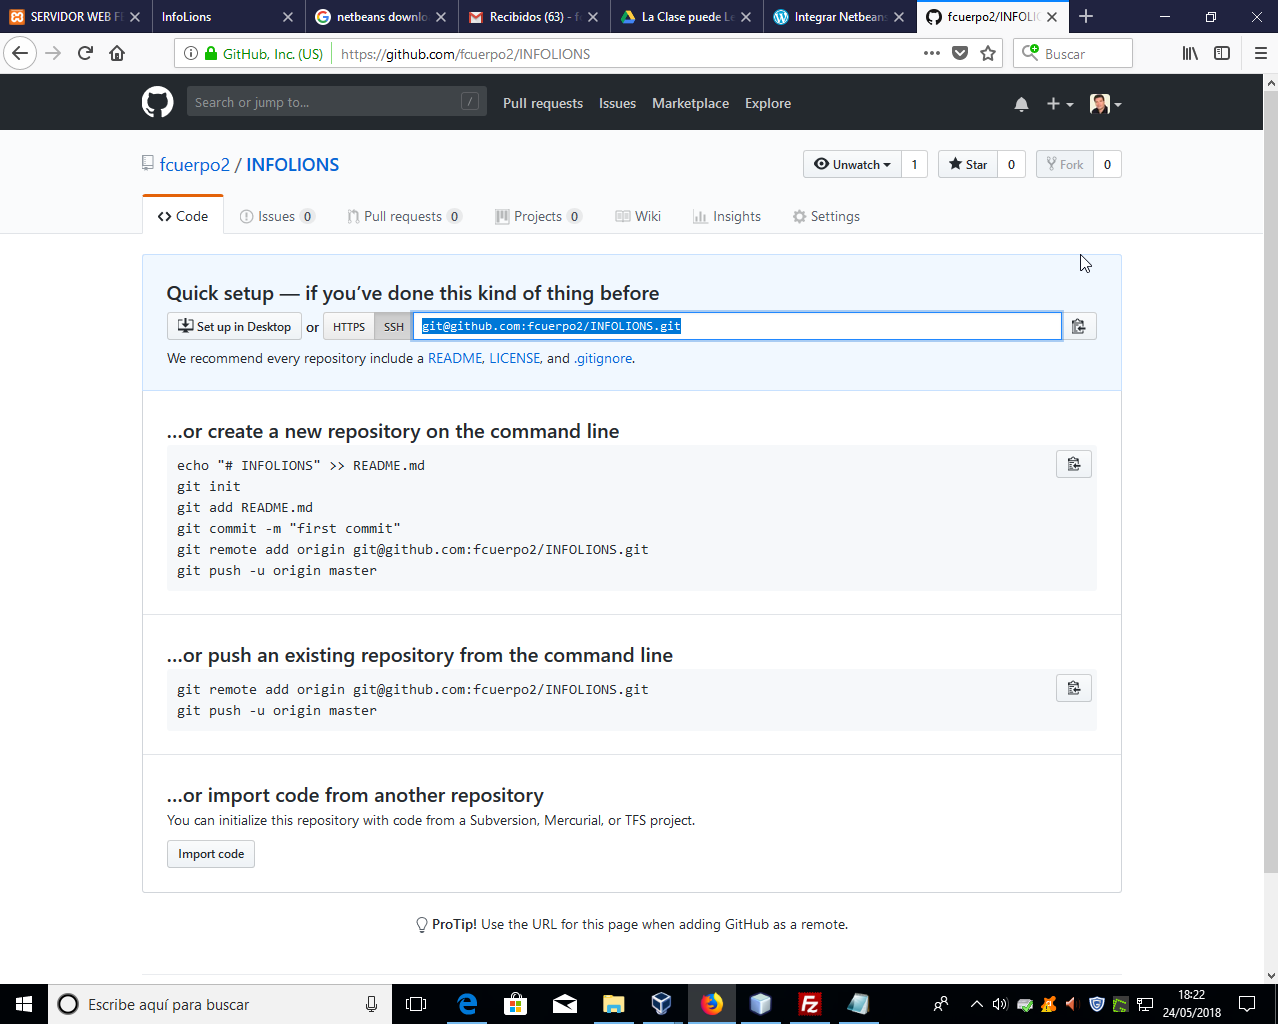 SERVIDOR WEB F
InfoLions
netbeans downlo
Recibidos (63) - f
La Clase puede Le
Integrar Netbeans
fcuerpo2/INFOLIO
GitHub, Inc. (US)
https://github.com/fcuerpo2/INFOLIONS
Buscar
Search or jump to...
/
Pull requests
Issues
Marketplace
Explore
fcuerpo2 / INFOLIONS
Unwatch
1
Star
0
Fork
0
Code
Issues 0
Pull requests 0
Projects 0
Wiki
Insights
Settings
Quick setup — if you’ve done this kind of thing before
Set up in Desktop
or
HTTPS
SSH
git@github.com:fcuerpo2/INFOLIONS.git
We recommend every repository include a README, LICENSE, and .gitignore.
…or create a new repository on the command line
echo "# INFOLIONS" >> README.md
git init
git add README.md
git commit -m "first commit"
git remote add origin git@github.com:fcuerpo2/INFOLIONS.git
git push -u origin master
…or push an existing repository from the command line
git remote add origin git@github.com:fcuerpo2/INFOLIONS.git
git push -u origin master
…or import code from another repository
You can initialize this repository with code from a Subversion, Mercurial, or TFS project.
Import code
ProTip! Use the URL for this page when adding GitHub as a remote.
Escribe aquí para buscar
18:22
24/05/2018